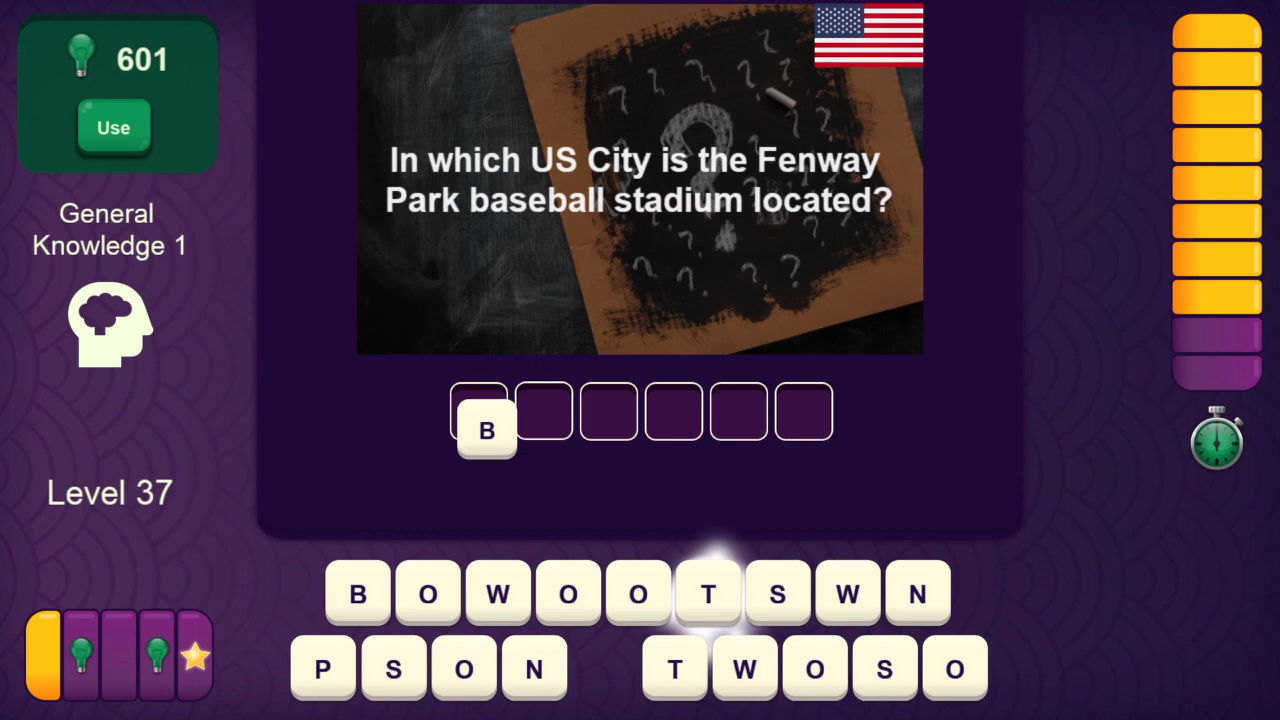 601
Use
General
Knowledge 1
Level 37
In which US City is the Fenway
Park baseball stadium located?
B
B O W O O T S W N
P S O N T W O S O